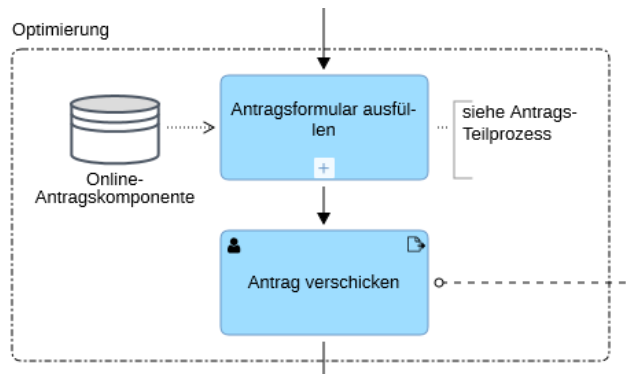 Optimierung
Antragsformular ausfül-
len
siehe Antrags-
Teilprozess
Online-
Antragskomponente
Antrag verschicken